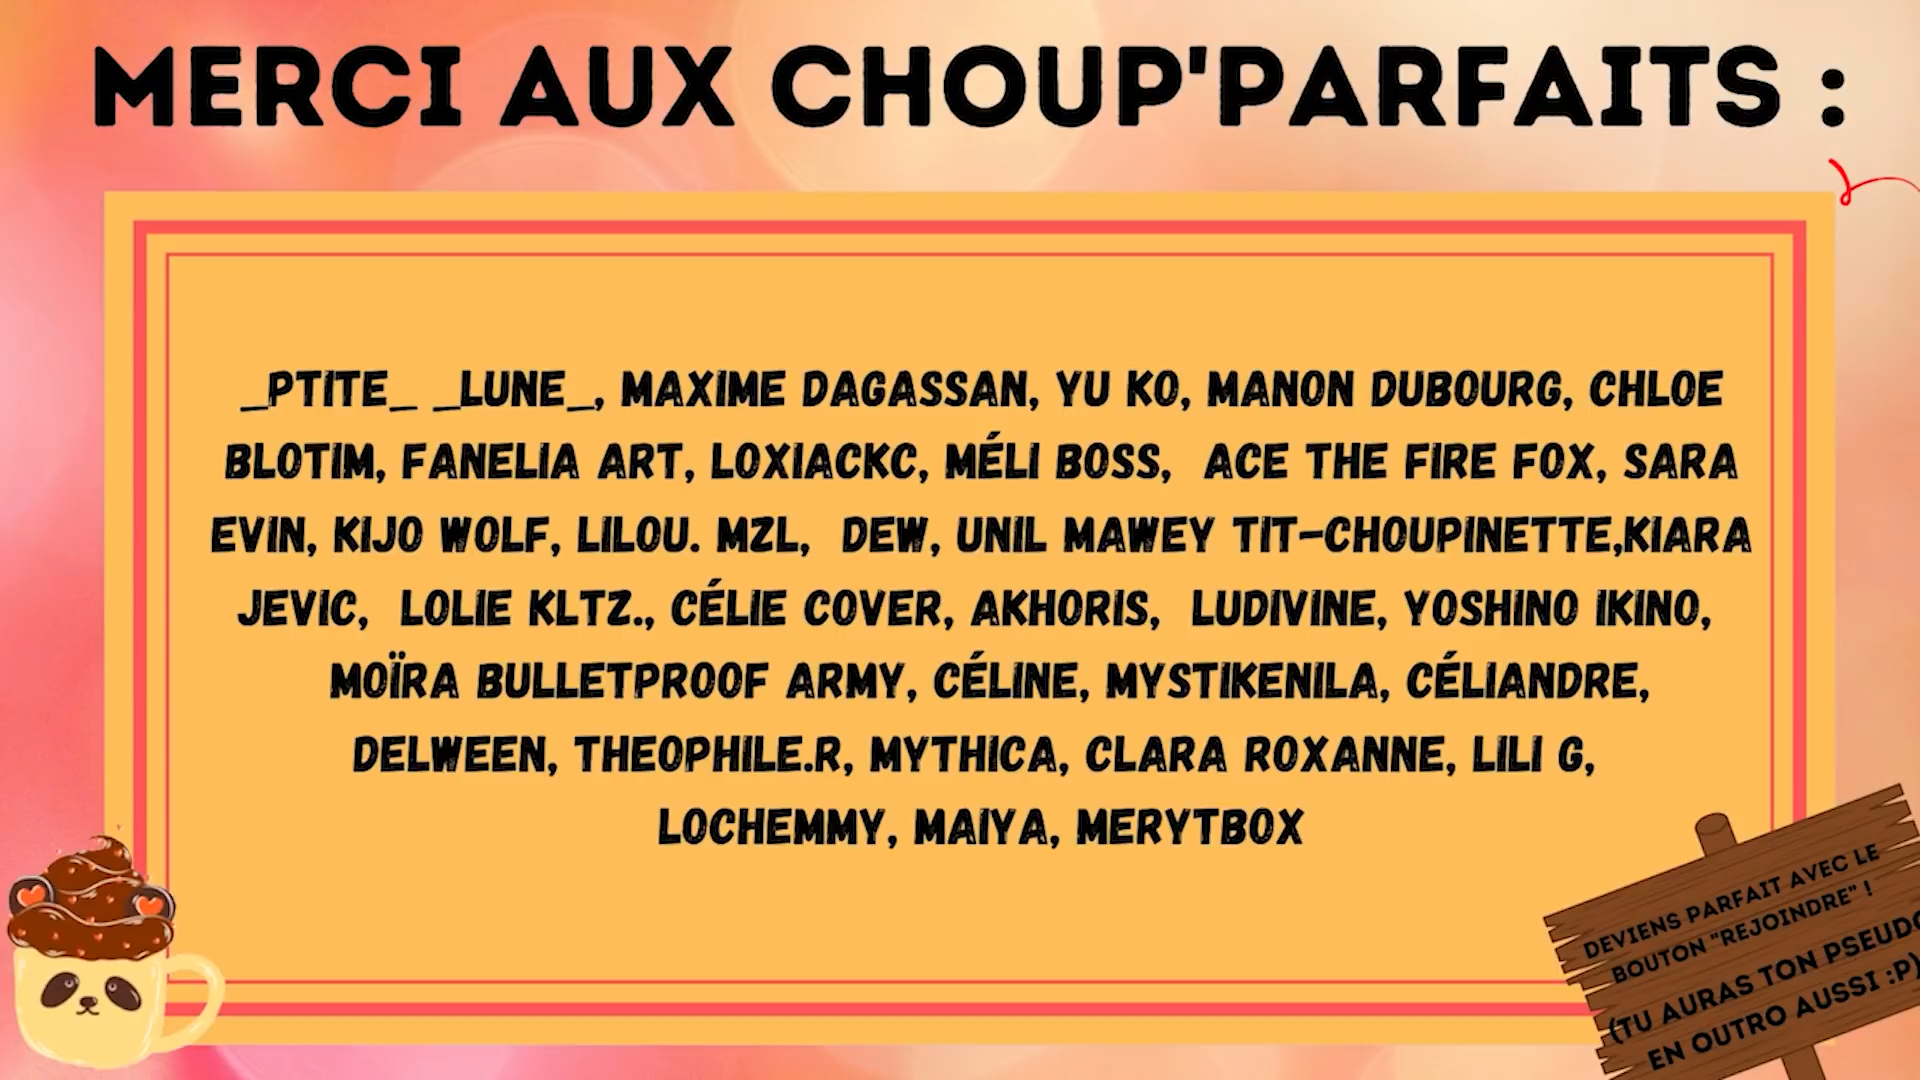 MERCI AUX CHOUP'PARFAITS :
_PTITE_ _LUNE_, MAXIME DAGASSAN, YU KO, MANON DUBOURG, CHLOE
BLOTIM, FANELIA ART, LOXIACKC, MÉLI BOSS, ACE THE FIRE FOX, SARA
EVIN, KIJO WOLF, LILOU. MZL, DEW, UNIL MAWEY TIT-CHOUPINETTE,KIARA
JEVIC, LOLIE KLTZ., CÉLIE COVER, AKHORIS, LUDIVINE, YOSHINO IKINO,
MOÏRA BULLETPROOF ARMY, CÉLINE, MYSTIKENILA, CÉLIANDRE,
DELWEEN, THEOPHILE.R, MYTHICA, CLARA ROXANNE, LILI G,
LOCHEMMY, MAIYA, MERYTBOX
DEVIENS PARFAIT AVEC LE
BOUTON "REJOINDRE" !
(TU AURAS TON PSEUDO
EN OUTRO AUSSI :P)